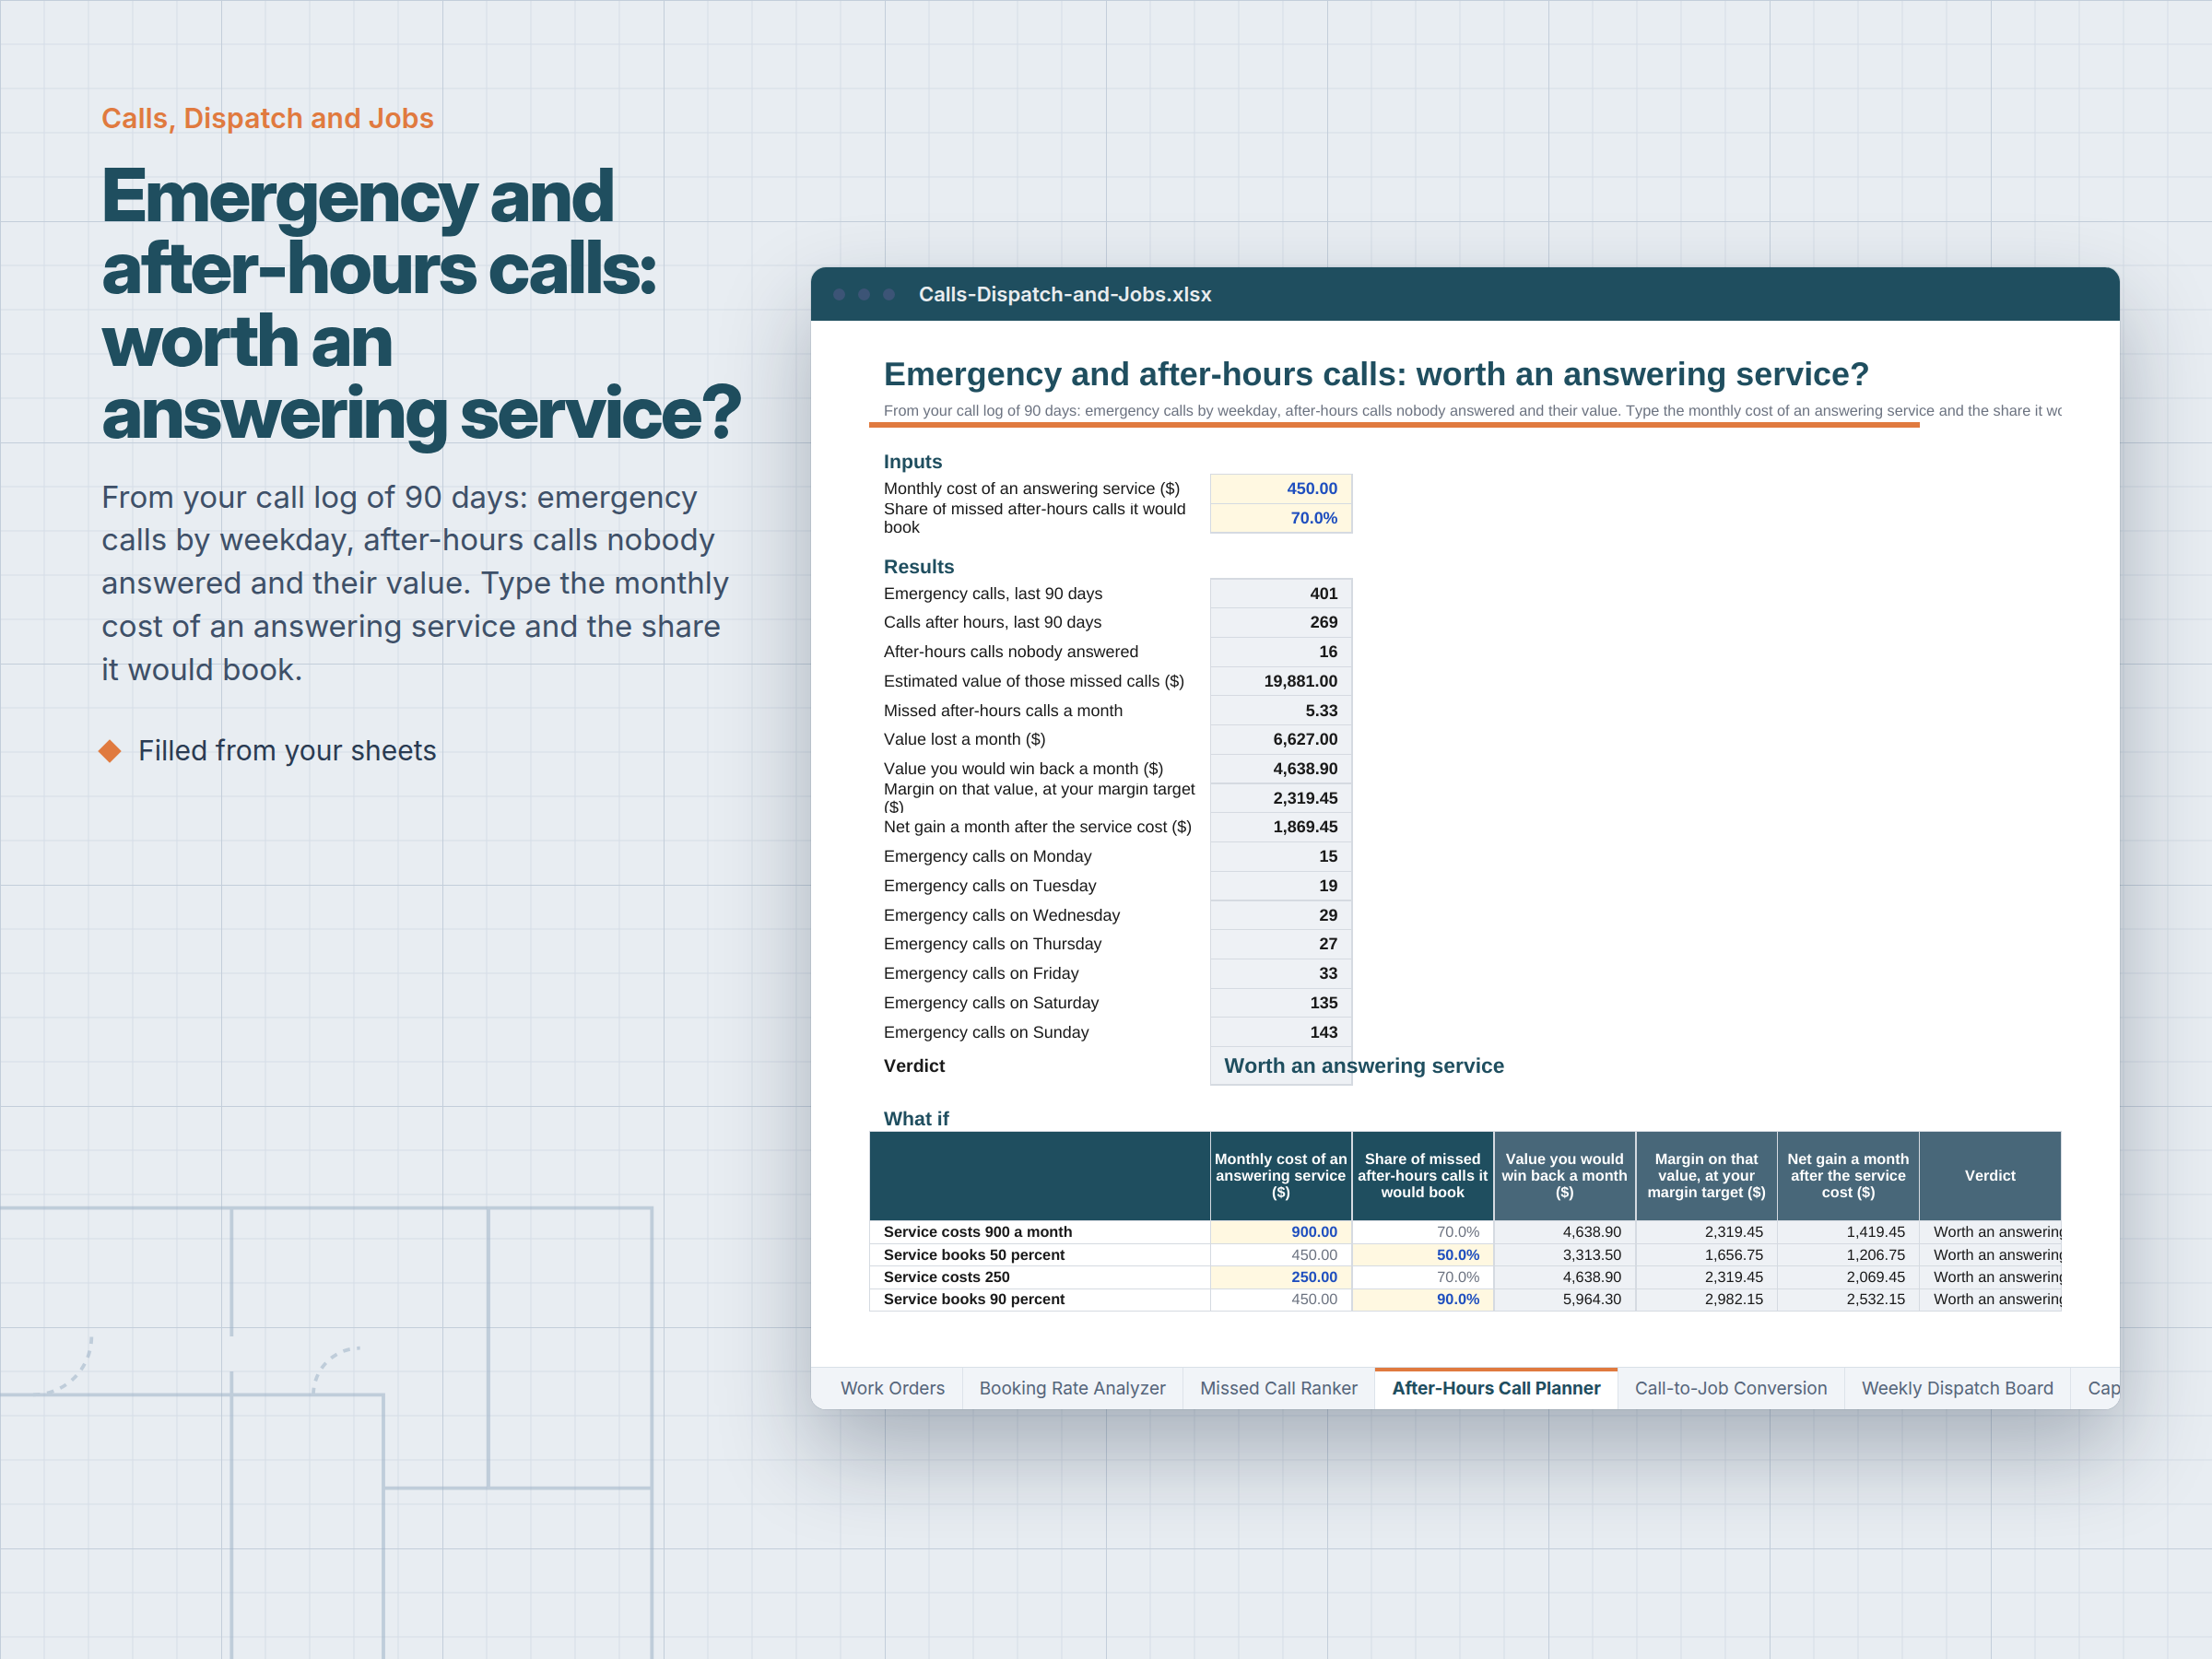 Calls, Dispatch and Jobs
Emergency and
after-hours calls:
worth an
answering service?
From your call log of 90 days: emergency
calls by weekday, after-hours calls nobody
answered and their value. Type the monthly
cost of an answering service and the share
it would book.
Filled from your sheets
Calls-Dispatch-and-Jobs.xlsx
Emergency and after-hours calls: worth an answering service?
From your call log of 90 days: emergency calls by weekday, after-hours calls nobody answered and their value. Type the monthly cost of an answering service and the share it
Inputs
Monthly cost of an answering service ($) 450.00
Share of missed after-hours calls it would
book 70.0%
Results
Emergency calls, last 90 days 401
Calls after hours, last 90 days 269
After-hours calls nobody answered 16
Estimated value of those missed calls ($) 19,881.00
Missed after-hours calls a month 5.33
Value lost a month ($) 6,627.00
Value you would win back a month ($) 4,638.90
Margin on that value, at your margin target
($) 2,319.45
Net gain a month after the service cost ($) 1,869.45
Emergency calls on Monday 15
Emergency calls on Tuesday 19
Emergency calls on Wednesday 29
Emergency calls on Thursday 27
Emergency calls on Friday 33
Emergency calls on Saturday 135
Emergency calls on Sunday 143
Verdict Worth an answering service
What if
Monthly cost of an answering service ($) Share of missed after-hours calls it would book Value you would win back a month ($) Margin on that value, at your margin target ($) Net gain a month after the service cost ($) Verdict
Service costs 900 a month 900.00 70.0% 4,638.90 2,319.45 1,419.45 Worth an answering
Service books 50 percent 450.00 50.0% 3,313.50 1,656.75 1,206.75 Worth an answering
Service costs 250 250.00 70.0% 4,638.90 2,319.45 2,069.45 Worth an answering
Service books 90 percent 450.00 90.0% 5,964.30 2,982.15 2,532.15 Worth an answering
Work Orders Booking Rate Analyzer Missed Call Ranker After-Hours Call Planner Call-to-Job Conversion Weekly Dispatch Board Cap